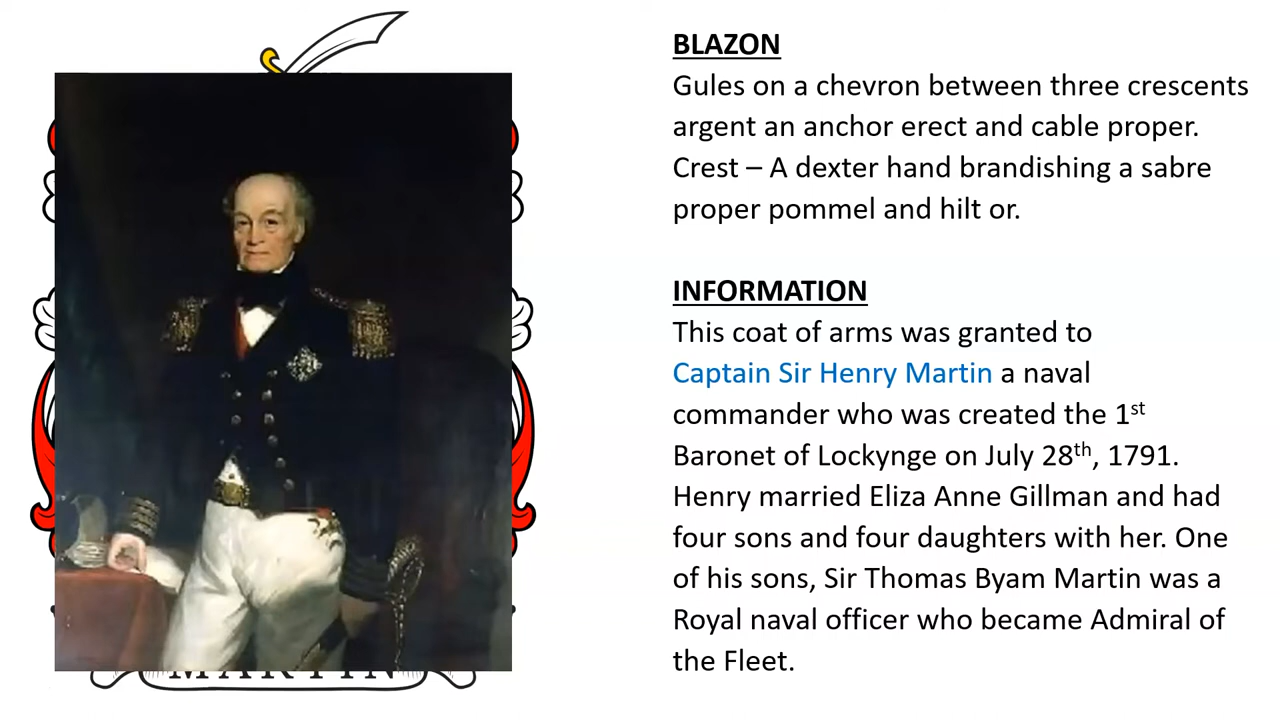 BLAZON
Gules on a chevron between three crescents
argent an anchor erect and cable proper.
Crest – A dexter hand brandishing a sabre
proper pommel and hilt or.
INFORMATION
This coat of arms was granted to
Captain Sir Henry Martin a naval
commander who was created the 1st
Baronet of Lockynge on July 28th, 1791.
Henry married Eliza Anne Gillman and had
four sons and four daughters with her. One
of his sons, Sir Thomas Byam Martin was a
Royal naval officer who became Admiral of
the Fleet.
MARTIN